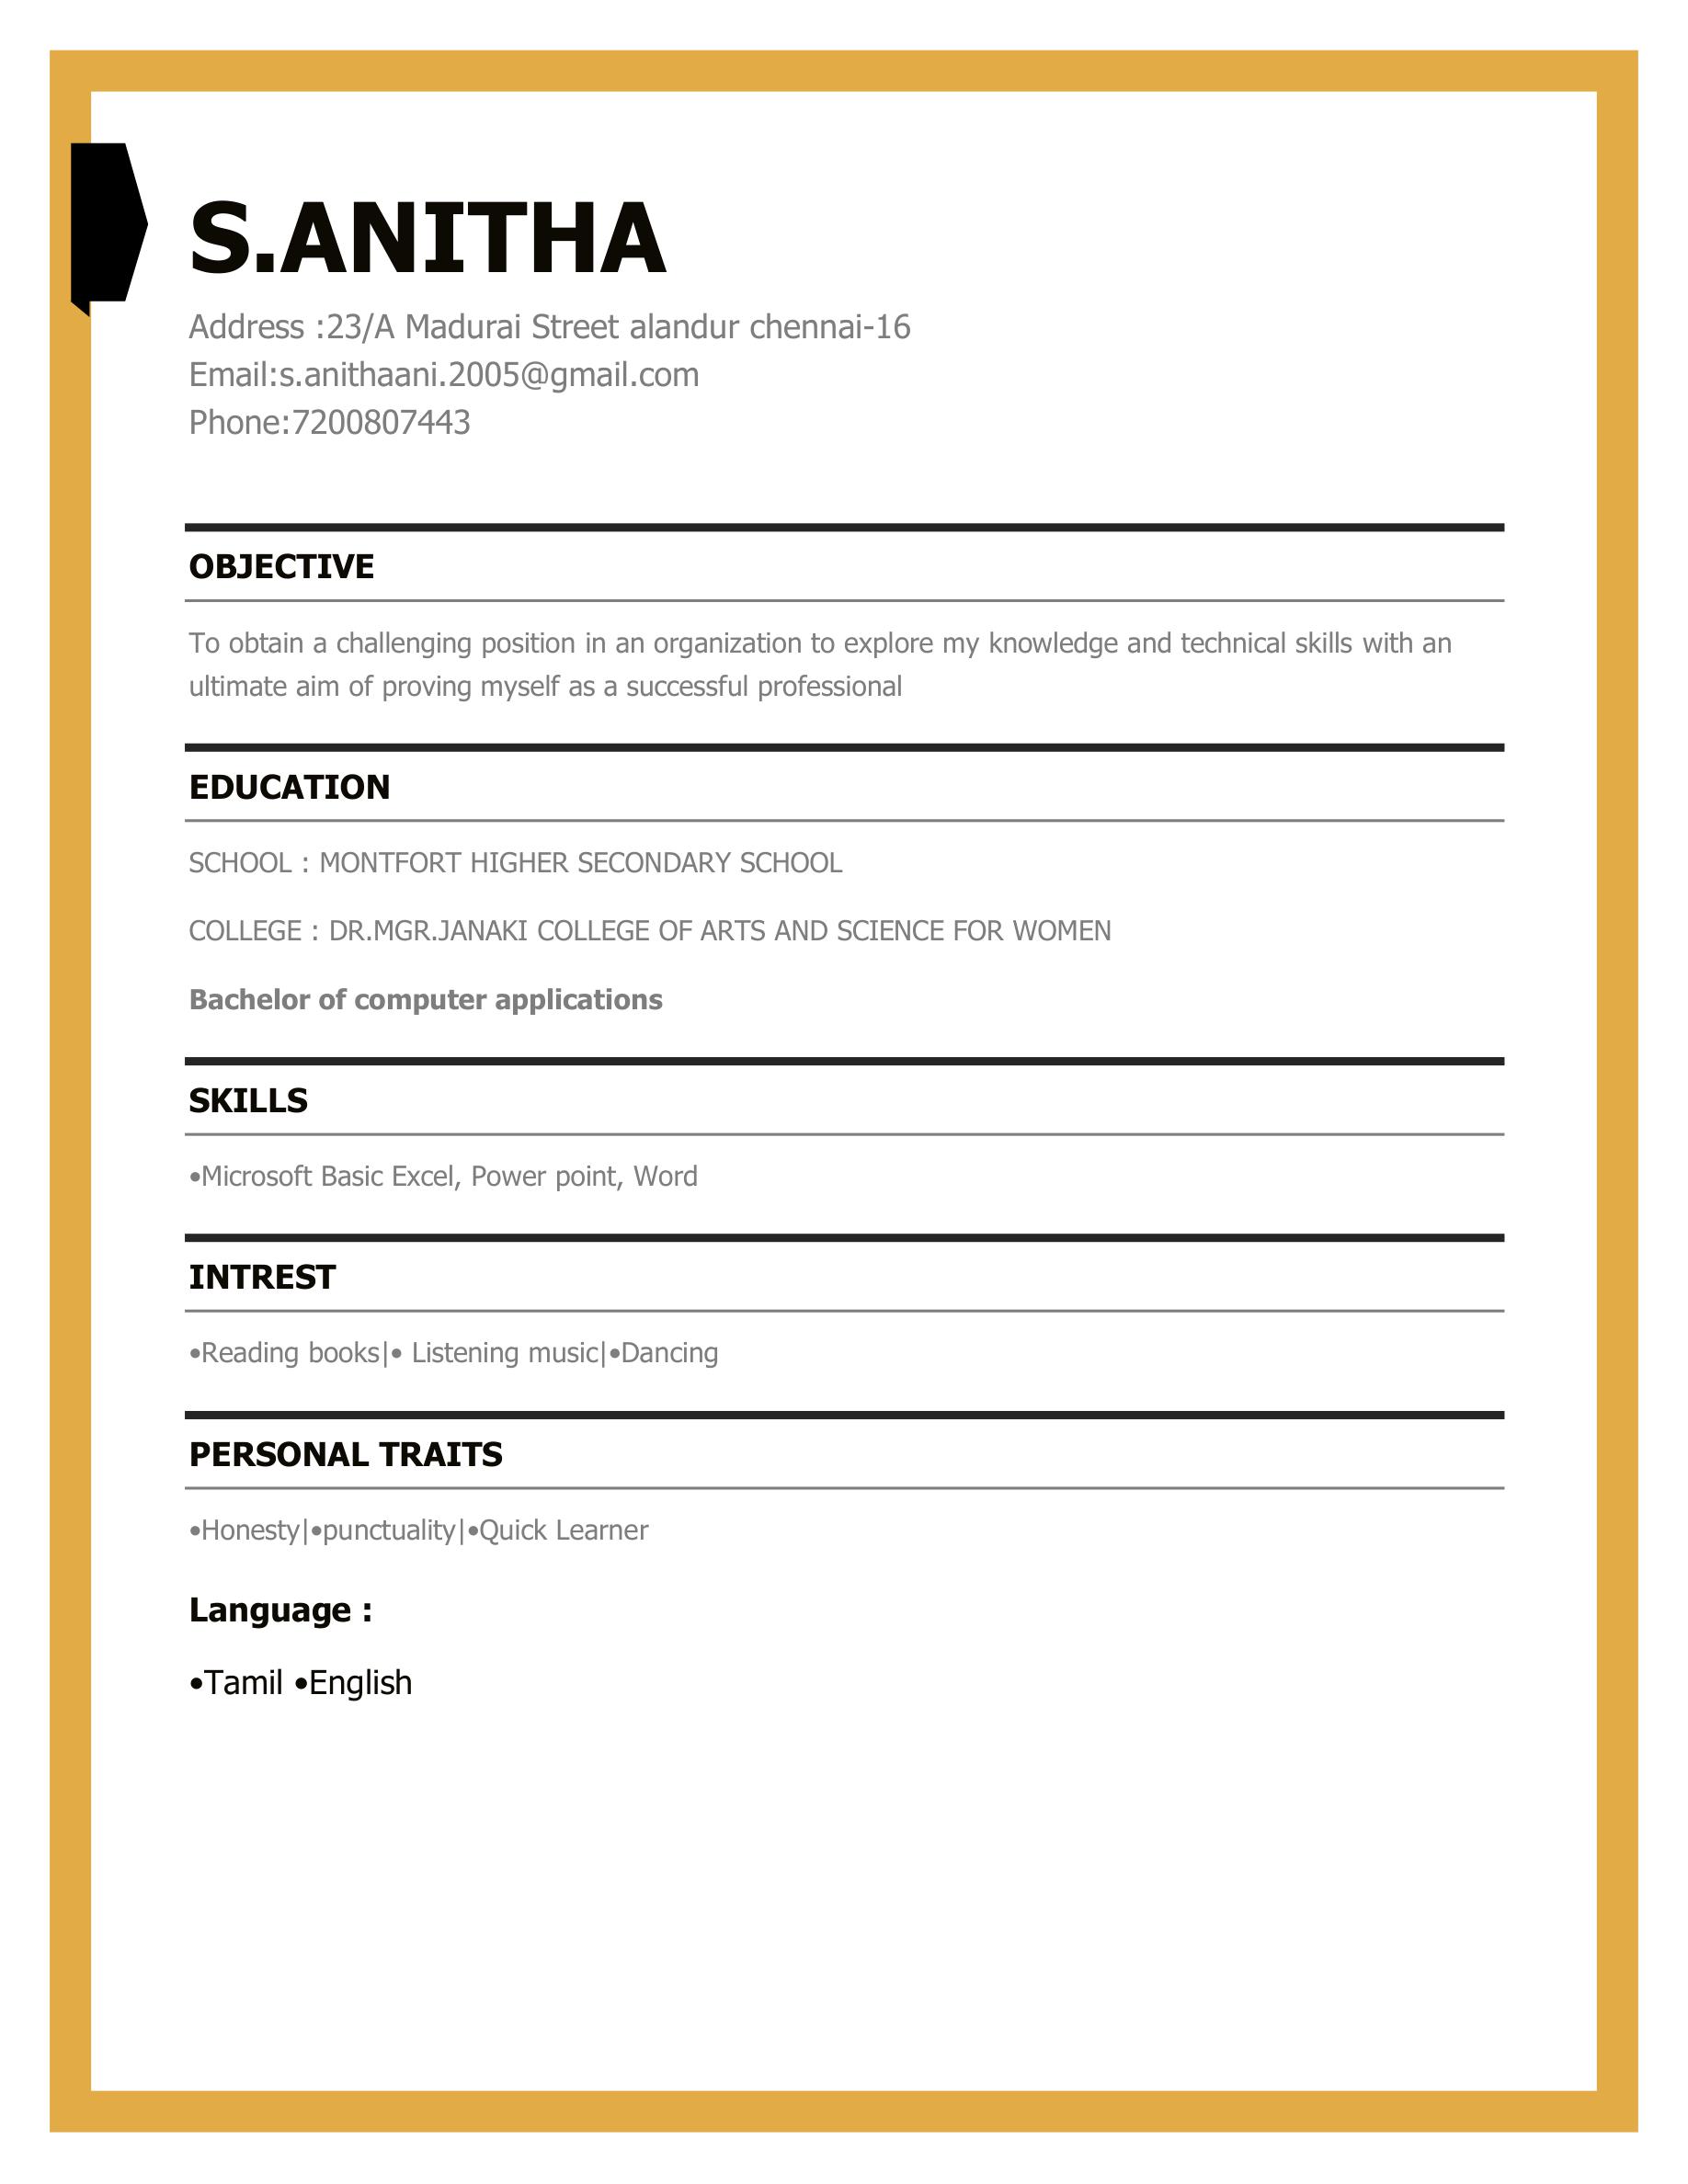 S.ANITHA
Address :23/A Madurai Street alandur chennai-16
Email:s.anithaani.2005@gmail.com
Phone:7200807443
OBJECTIVE
To obtain a challenging position in an organization to explore my knowledge and technical skills with an
ultimate aim of proving myself as a successful professional
EDUCATION
SCHOOL : MONTFORT HIGHER SECONDARY SCHOOL
COLLEGE : DR.MGR.JANAKI COLLEGE OF ARTS AND SCIENCE FOR WOMEN
Bachelor of computer applications
SKILLS
•Microsoft Basic Excel, Power point, Word
INTREST
•Reading books|• Listening music|•Dancing
PERSONAL TRAITS
•Honesty|•punctuality|•Quick Learner
Language :
•Tamil •English